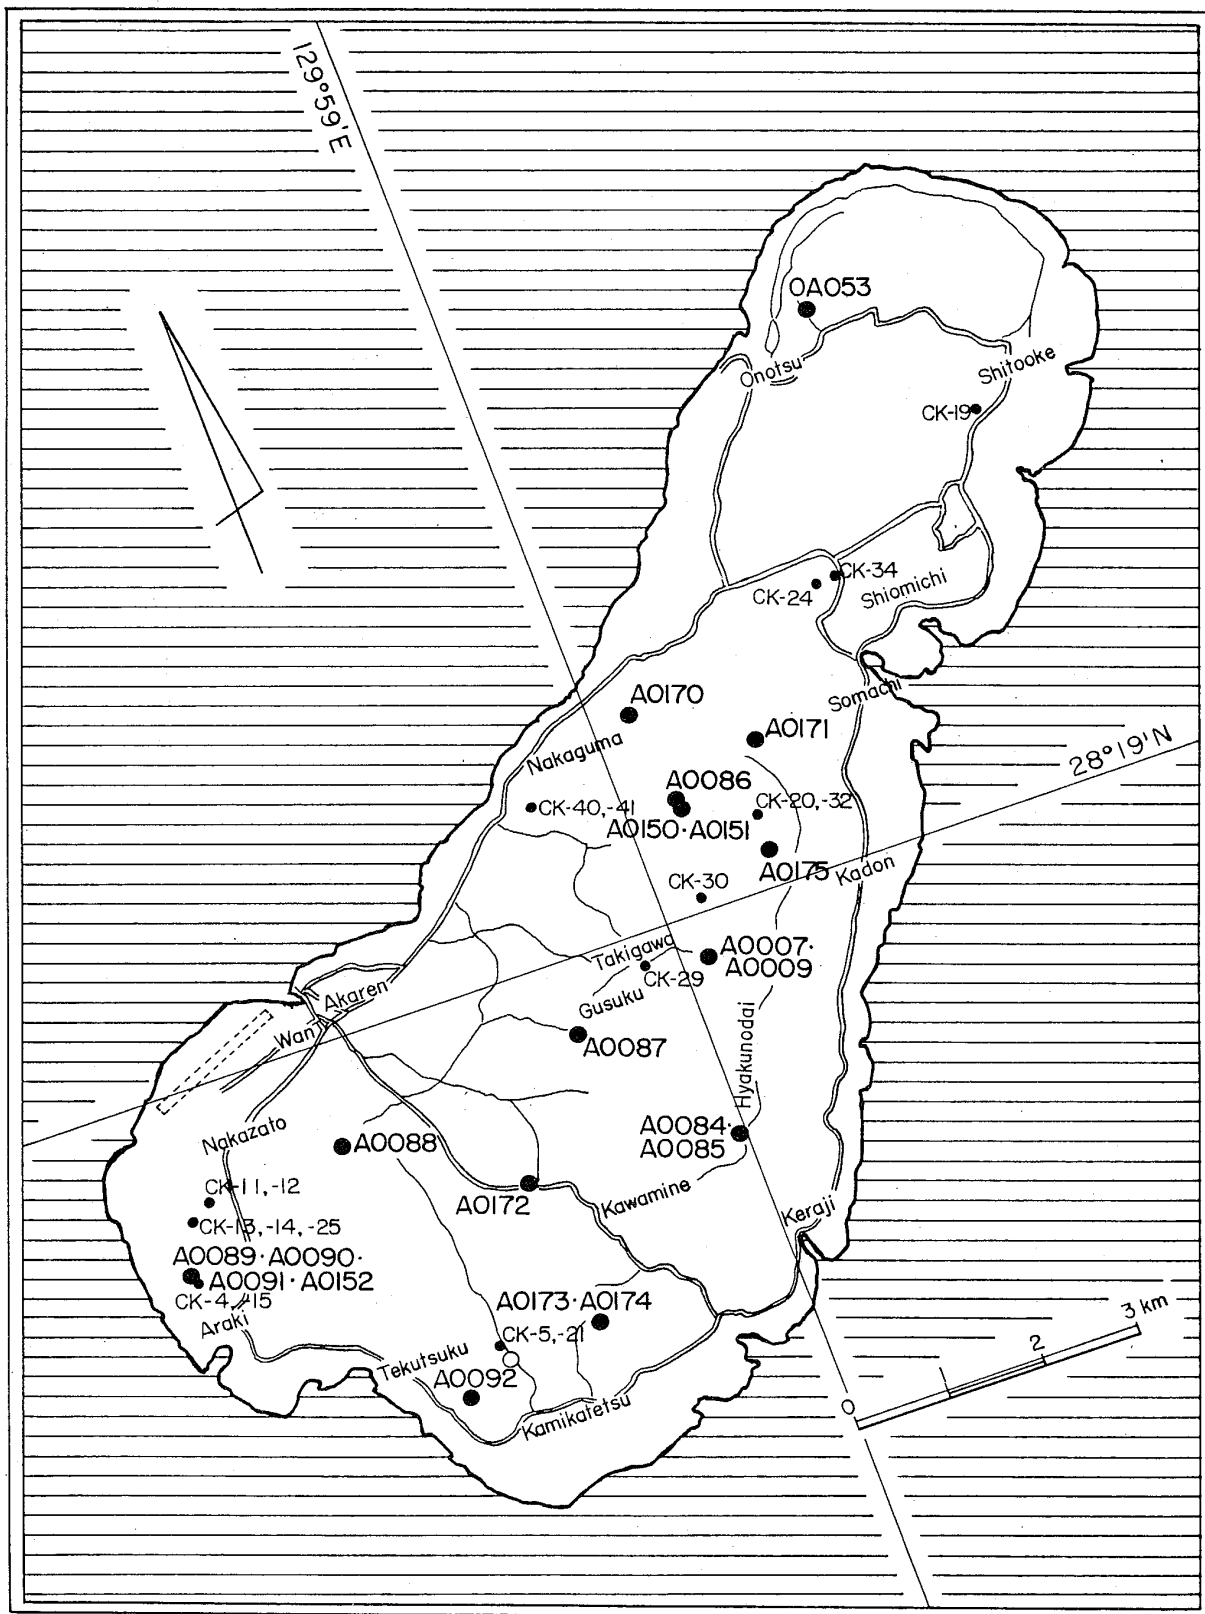 129°59'E
OA053
Onotsu
Shitooke
CK-19
CK-34
CK-24
Shiomichi
Somachi
A0170
A0171
28°19'N
Nakaguma
A0086
CK-40,-41
CK-20,-32
A0150·A0151
A0175
Kadon
CK-30
Takigawa
A0007·
A0009
CK-29
Gusuku
Akaren
Wan
A0087
Hyakunodai
Nakazato
A0088
A0084·
A0085
CK-11,-12
A0172
Kawamine
CK-13,-14,-25
Keraji
A0089·A0090·
A0091·A0152
CK-4,-15
Araki
A0173·A0174
CK-5,-21
Tekutsuku
A0092
Kamikatetsu
0
1
2
3 km